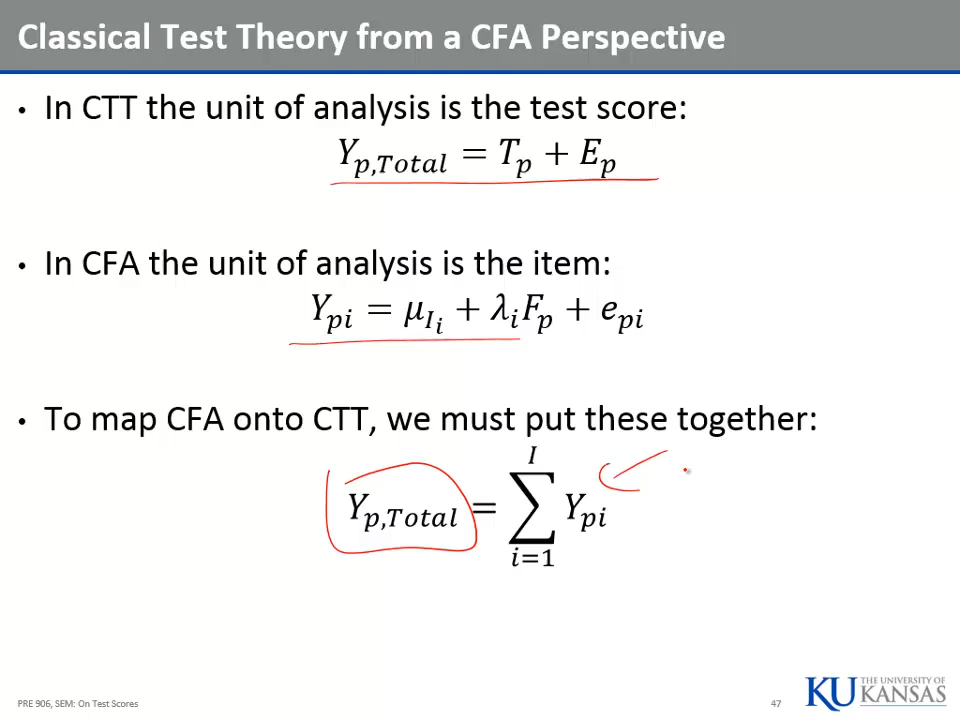 Classical Test Theory from a CFA Perspective
• In CTT the unit of analysis is the test score:
Y_{p,Total} = T_p + E_p
• In CFA the unit of analysis is the item:
Y_{pi} = μ_{I_i} + λ_i F_p + e_{pi}
• To map CFA onto CTT, we must put these together:
Y_{p,Total} = \sum_{i=1}^{I} Y_{pi}
PRE 906, SEM: On Test Scores
47
KU THE UNIVERSITY OF
KANSAS